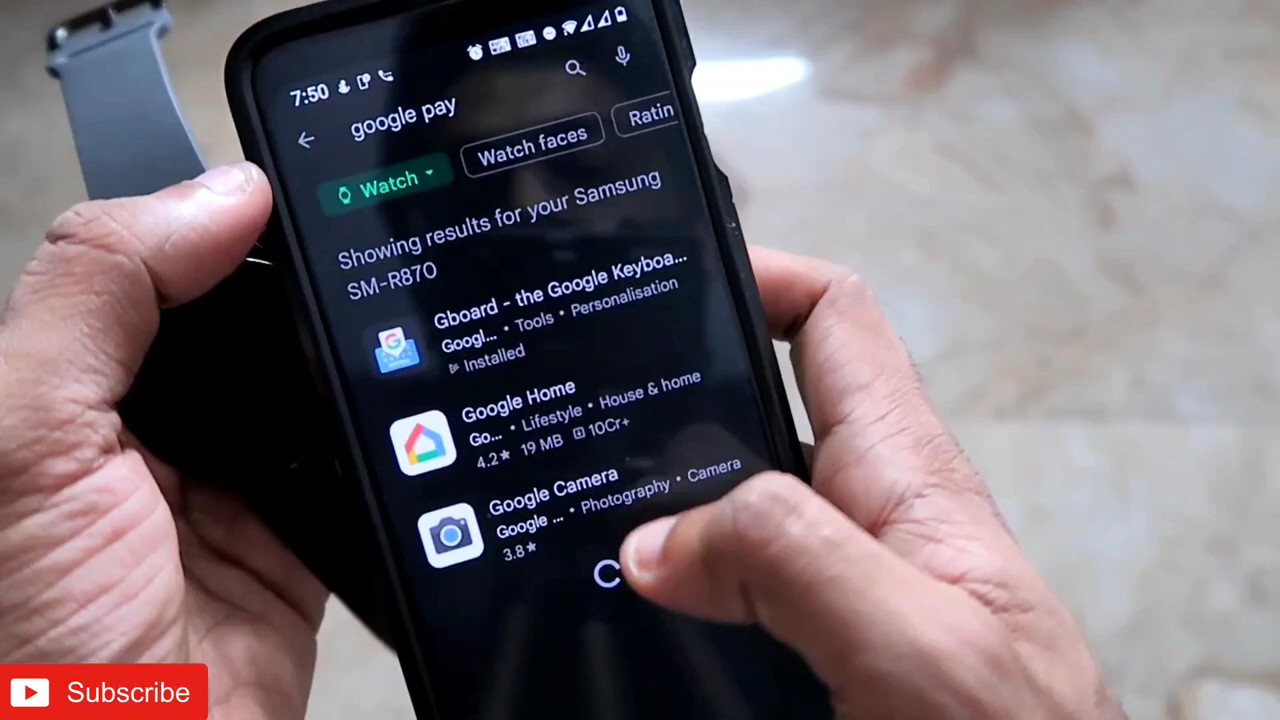 7:50
google pay
Watch
Watch faces
Ratin
Showing results for your Samsung
SM-R870
Gboard - the Google Keyboa...
Googl... • Tools • Personalisation
Installed
Google Home
Go... • Lifestyle • House & home
4.2★ 19 MB 10Cr+
Google Camera
Google ... • Photography • Camera
3.8★
Subscribe